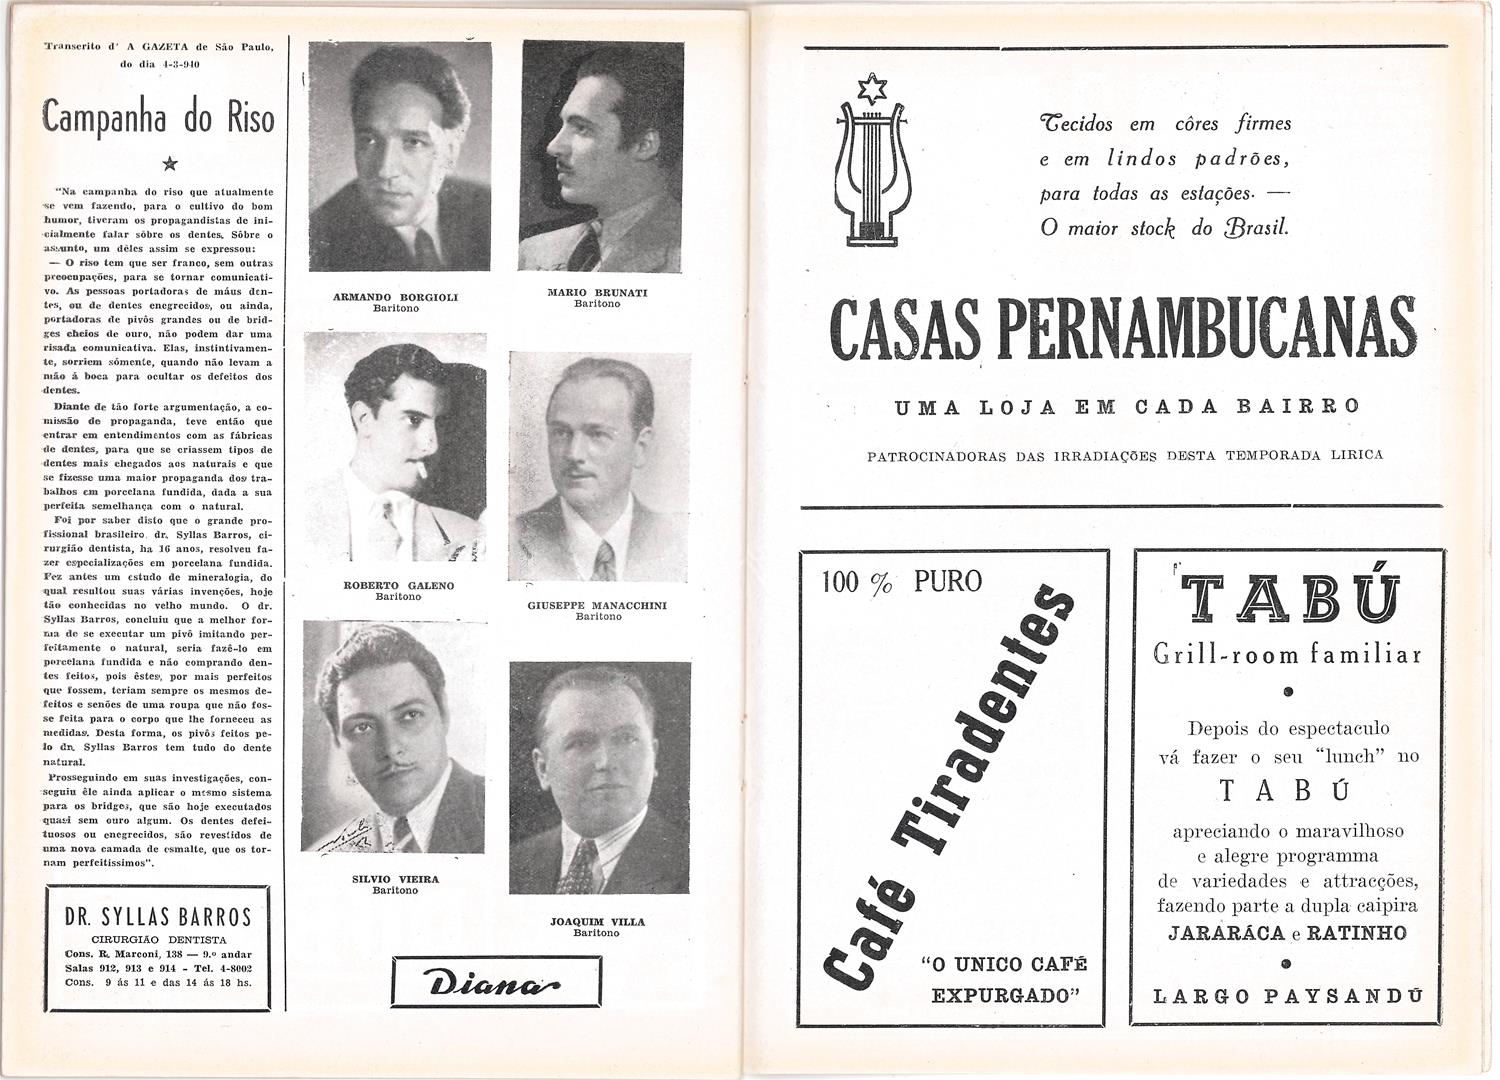 Transcrito d' A GAZETA de São Paulo,
do dia 4-3-940
Campanha do Riso
"Na campanha do riso que atualmente
se vem fazendo, para o cultivo do bom
humor, tiveram os propagandistas de ini-
cialmente falar sôbre os dentes. Sôbre o
assunto, um dêles assim se expressou:
— O riso tem que ser franco, sem outras
preocupações, para se tornar comunicati-
vo. As pessoas portadoras de máus den-
tes, ou de dentes enegrecidos, ou ainda,
portadoras de pivôs grandes ou de brid-
ges cheios de ouro, não podem dar uma
risada comunicativa. Elas, instintivamen-
te, sorriem sómente, quando não levam a
mão á boca para ocultar os defeitos dos
dentes.
Diante de tão forte argumentação, a co-
missão de propaganda, teve então que
entrar em entendimentos com as fábricas
de dentes, para que se criassem tipos de
dentes mais chegados aos naturais e que
se fizesse uma maior propaganda dos tra-
balhos em porcelana fundida, dada a sua
perfeita semelhança com o natural.
Foi por saber disto que o grande pro-
fissional brasileiro. dr. Syllas Barros, ci-
rurgião dentista, ha 16 anos, resolveu fa-
zer especializações em porcelana fundida.
Fez antes um estudo de mineralogia, do
qual resultou suas várias invenções, hoje
tão conhecidas no velho mundo. O dr.
Syllas Barros, concluiu que a melhor for-
ma de se executar um pivô imitando per-
feitamente o natural, seria fazê-lo em
porcelana fundida e não comprando den-
tes feitos, pois êstes, por mais perfeitos
que fossem, teriam sempre os mesmos de-
feitos e senões de uma roupa que não fos-
se feita para o corpo que lhe forneceu as
medidas. Desta forma, os pivôs feitos pe-
lo dr. Syllas Barros tem tudo do dente
natural.
Prosseguindo em suas investigações, con-
seguiu êle ainda aplicar o mesmo sistema
para os bridges, que são hoje executados
quasi sem ouro algum. Os dentes defei-
tuosos ou enegrecidos, são revestidos de
uma nova camada de esmalte, que os tor-
nam perfeitissimos".
DR. SYLLAS BARROS
CIRURGIÃO DENTISTA
Cons. R. Marconi, 138 — 9.º andar
Salas 912, 913 e 914 - Tel. 4-8002
Cons. 9 ás 11 e das 14 ás 18 hs.
ARMANDO BORGIOLI
Baritono
MARIO BRUNATI
Baritono
ROBERTO GALENO
Baritono
GIUSEPPE MANACCHINI
Baritono
SILVIO VIEIRA
Baritono
JOAQUIM VILLA
Baritono
Diana
Tecidos em côres firmes
e em lindos padrões,
para todas as estações. —
O maior stock do Brasil.
CASAS PERNAMBUCANAS
UMA LOJA EM CADA BAIRRO
PATROCINADORAS DAS IRRADIAÇÕES DESTA TEMPORADA LIRICA
100 % PURO
Café Tiradentes
"O UNICO CAFÉ
EXPURGADO"
TABÚ
Grill-room familiar
Depois do espectaculo
vá fazer o seu "lunch" no
TABÚ
apreciando o maravilhoso
e alegre programma
de variedades e attracções,
fazendo parte a dupla caipira
JARARÁCA e RATINHO
LARGO PAYSANDÚ